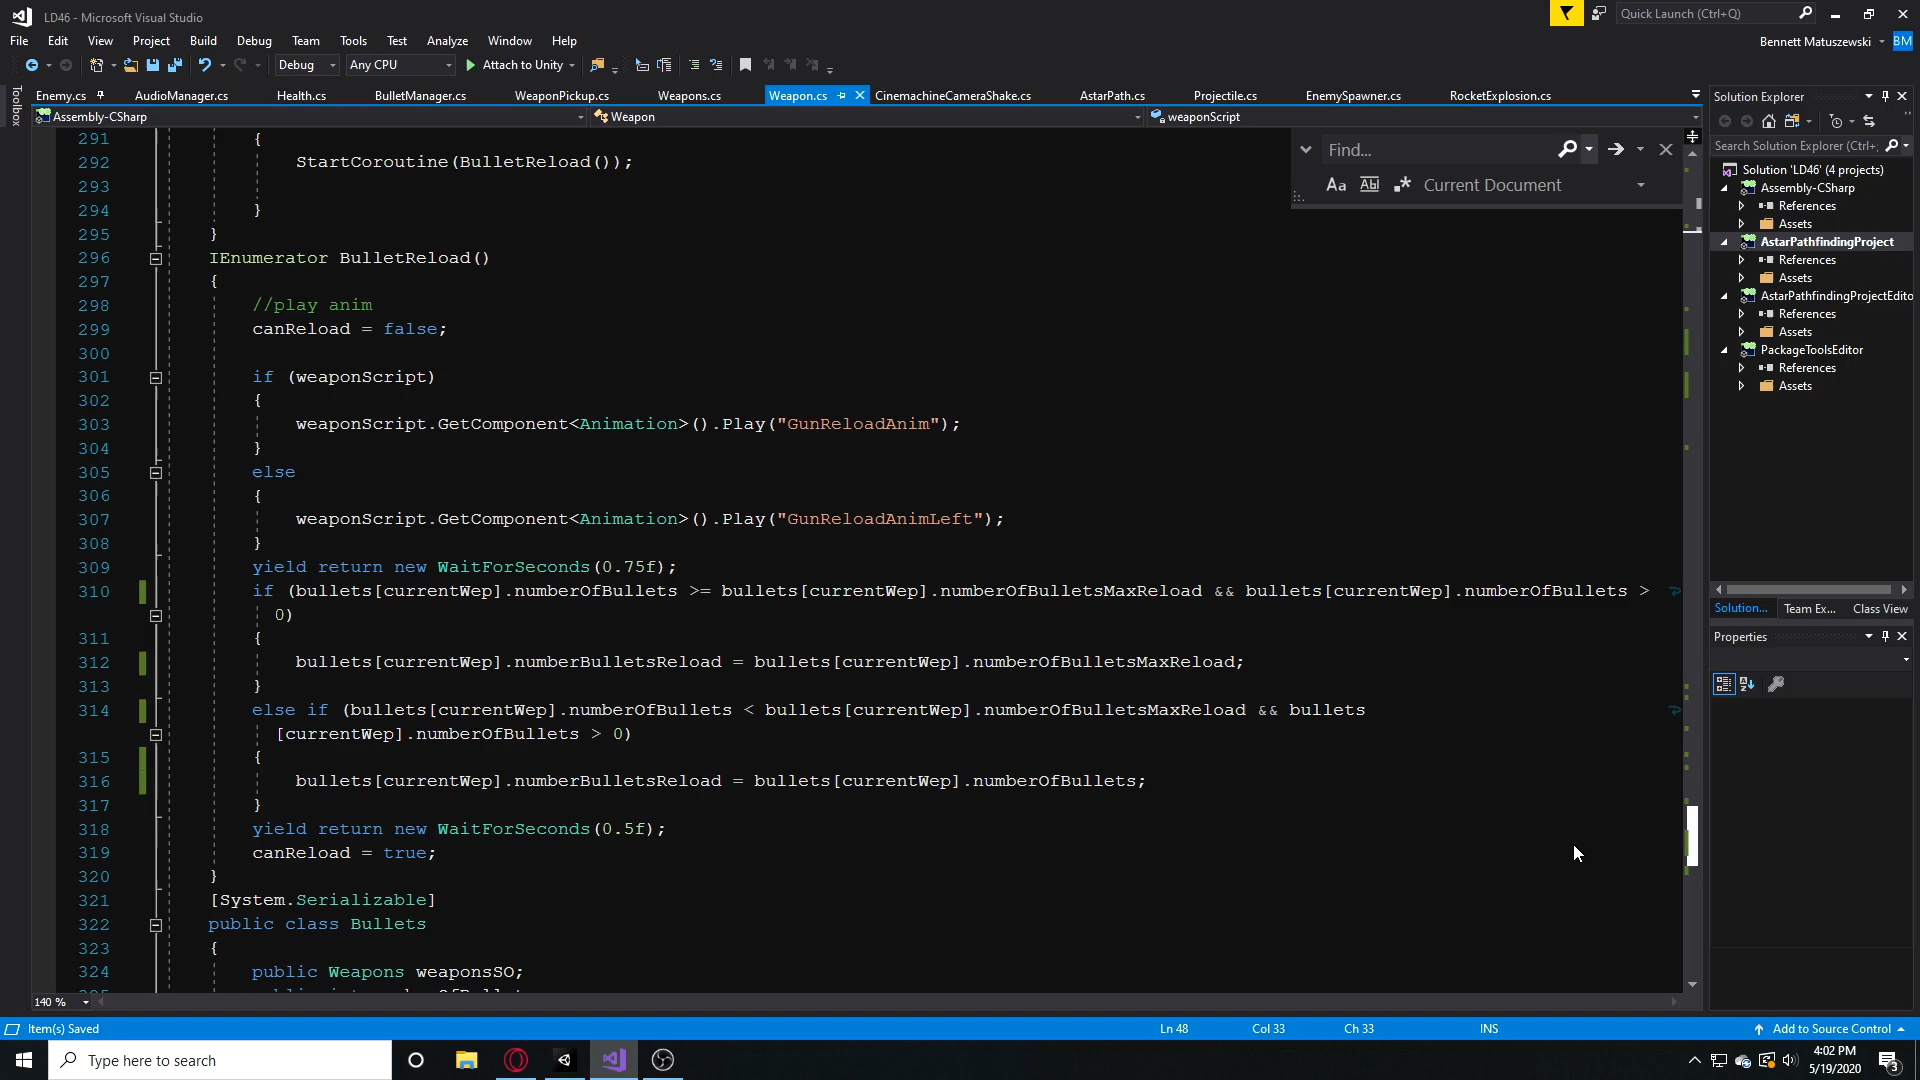 LD46 - Microsoft Visual Studio
Quick Launch (Ctrl+Q)
File Edit View Project Build Debug Team Tools Test Analyze Window Help
Bennett Matuszewski BM
Debug Any CPU Attach to Unity
Toolbox
Enemy.cs AudioManager.cs Health.cs BulletManager.cs WeaponPickup.cs Weapons.cs Weapon.cs CinemachineCameraShake.cs AstarPath.cs Projectile.cs EnemySpawner.cs RocketExplosion.cs
Assembly-CSharp Weapon weaponScript
Find...
Aa Abl Current Document
291 {
292 StartCoroutine(BulletReload());
293
294 }
295 }
296 IEnumerator BulletReload()
297 {
298 //play anim
299 canReload = false;
300
301 if (weaponScript)
302 {
303 weaponScript.GetComponent<Animation>().Play("GunReloadAnim");
304 }
305 else
306 {
307 weaponScript.GetComponent<Animation>().Play("GunReloadAnimLeft");
308 }
309 yield return new WaitForSeconds(0.75f);
310 if (bullets[currentWep].numberOfBullets >= bullets[currentWep].numberOfBulletsMaxReload && bullets[currentWep].numberOfBullets >
0)
311 {
312 bullets[currentWep].numberBulletsReload = bullets[currentWep].numberOfBulletsMaxReload;
313 }
314 else if (bullets[currentWep].numberOfBullets < bullets[currentWep].numberOfBulletsMaxReload && bullets
[currentWep].numberOfBullets > 0)
315 {
316 bullets[currentWep].numberBulletsReload = bullets[currentWep].numberOfBullets;
317 }
318 yield return new WaitForSeconds(0.5f);
319 canReload = true;
320 }
321 [System.Serializable]
322 public class Bullets
323 {
324 public Weapons weaponsSO;
140 %
Solution Explorer
Search Solution Explorer (Ctrl+;
Solution 'LD46' (4 projects)
Assembly-CSharp
References
Assets
AstarPathfindingProject
References
Assets
AstarPathfindingProjectEdito
References
Assets
PackageToolsEditor
References
Assets
Solution... Team Ex... Class View
Properties
Item(s) Saved Ln 48 Col 33 Ch 33 INS Add to Source Control
Type here to search
4:02 PM
5/19/2020
3